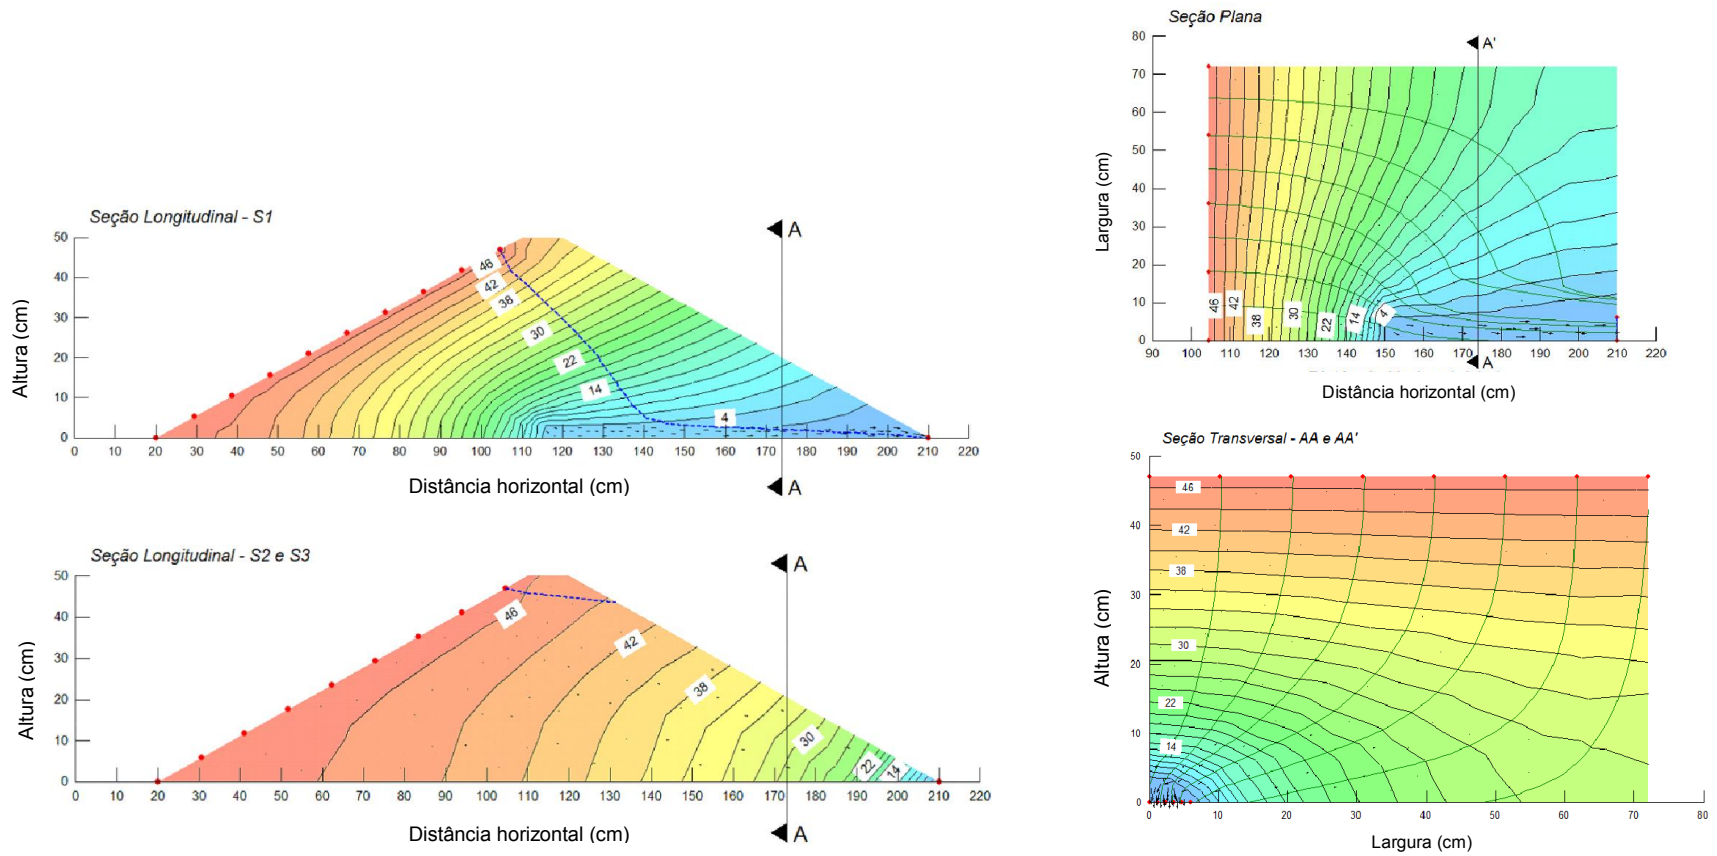 Seção Longitudinal - S1
A
50
40
30
20
10
0
Altura (cm)
46
42
38
30
22
14
4
0 10 20 30 40 50 60 70 80 90 100 110 120 130 140 150 160 170 180 190 200 210 220
Distância horizontal (cm)
A
Seção Longitudinal - S2 e S3
A
50
40
30
20
10
0
Altura (cm)
46
42
38
30
22
14
0 10 20 30 40 50 60 70 80 90 100 110 120 130 140 150 160 170 180 190 200 210 220
Distância horizontal (cm)
A
Seção Plana
A'
80
70
60
50
40
30
20
10
0
Largura (cm)
46
42
38
30
22
14
4
90 100 110 120 130 140 150 160 170 180 190 200 210 220
A
Distância horizontal (cm)
Seção Transversal - AA e AA'
50
40
30
20
10
0
Altura (cm)
46
42
38
30
22
14
0 10 20 30 40 50 60 70 80
Largura (cm)